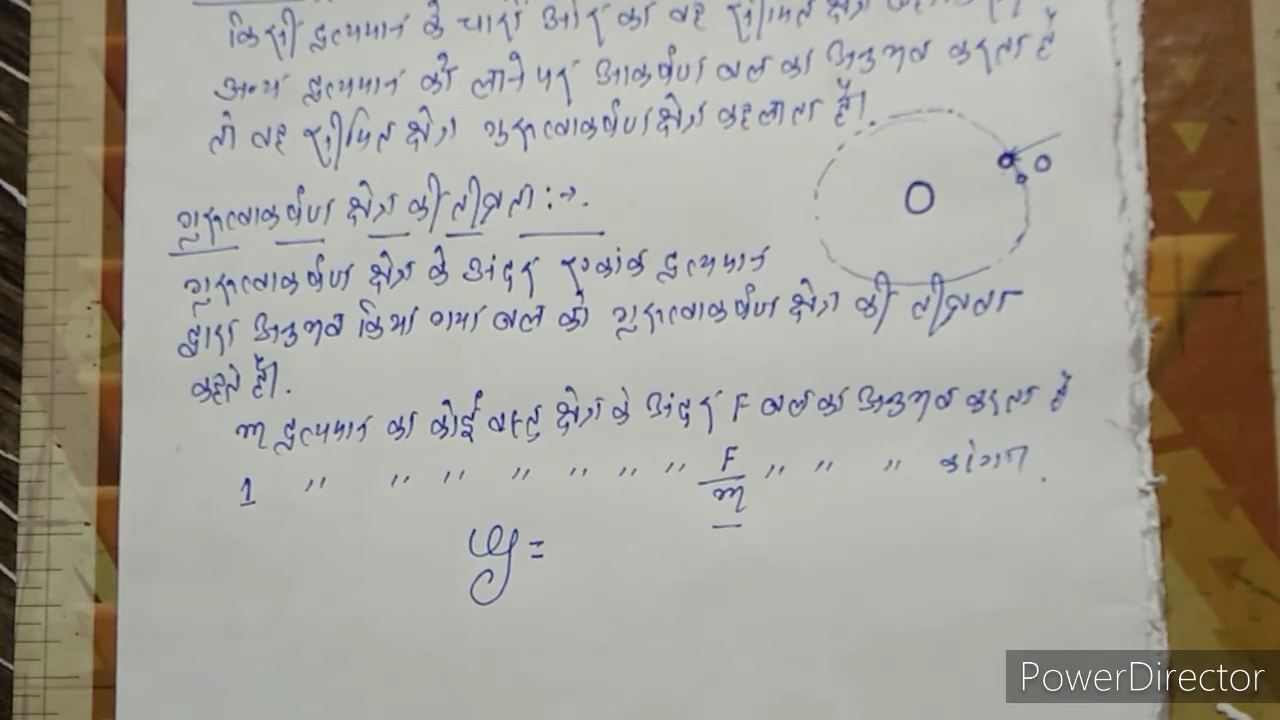 किसी द्रव्यमान के चारों ओर का वह सीमित क्षेत्र
अन्य द्रव्यमान को लाने पर आकर्षण बल का अनुभव करता है
तो वह सीमित क्षेत्र गुरुत्वाकर्षण क्षेत्र कहलाता है।
गुरुत्वाकर्षण क्षेत्र की तीव्रता :→.
गुरुत्वाकर्षण क्षेत्र के अंदर एकांक द्रव्यमान
द्वारा अनुभव किया गया बल को गुरुत्वाकर्षण क्षेत्र की तीव्रता
कहते हैं।
m द्रव्यमान का कोई वस्तु क्षेत्र के अंदर F बल का अनुभव करता है
1 " " " " " " " F/m " " " करेगा.
g =
PowerDirector